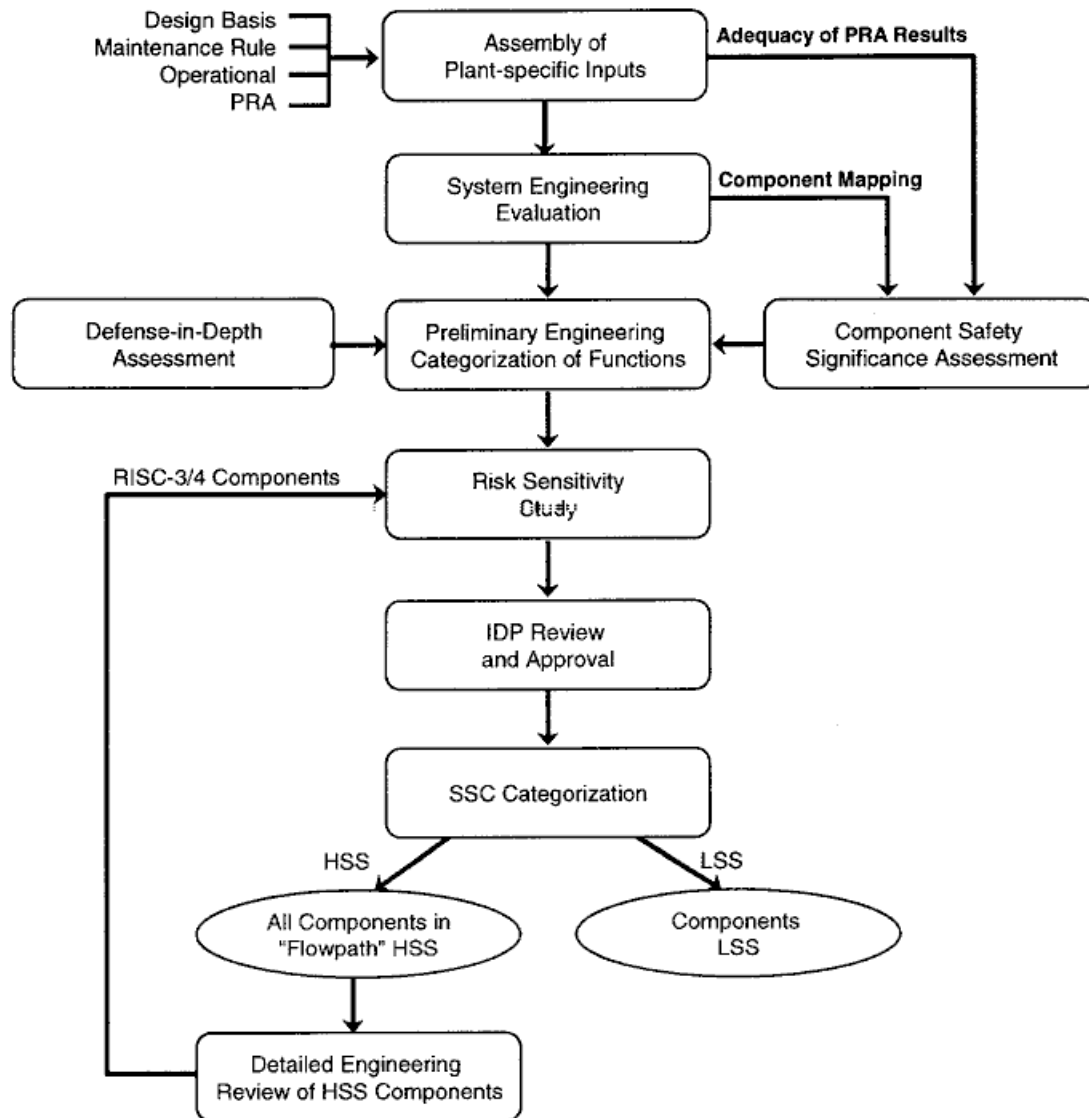 Design Basis
Maintenance Rule
Operational
PRA
Assembly of
Plant-specific Inputs
Adequacy of PRA Results
System Engineering
Evaluation
Component Mapping
Defense-in-Depth
Assessment
Preliminary Engineering
Categorization of Functions
Component Safety
Significance Assessment
RISC-3/4 Components
Risk Sensitivity
Study
IDP Review
and Approval
SSC Categorization
HSS
LSS
All Components in
"Flowpath" HSS
Components
LSS
Detailed Engineering
Review of HSS Components